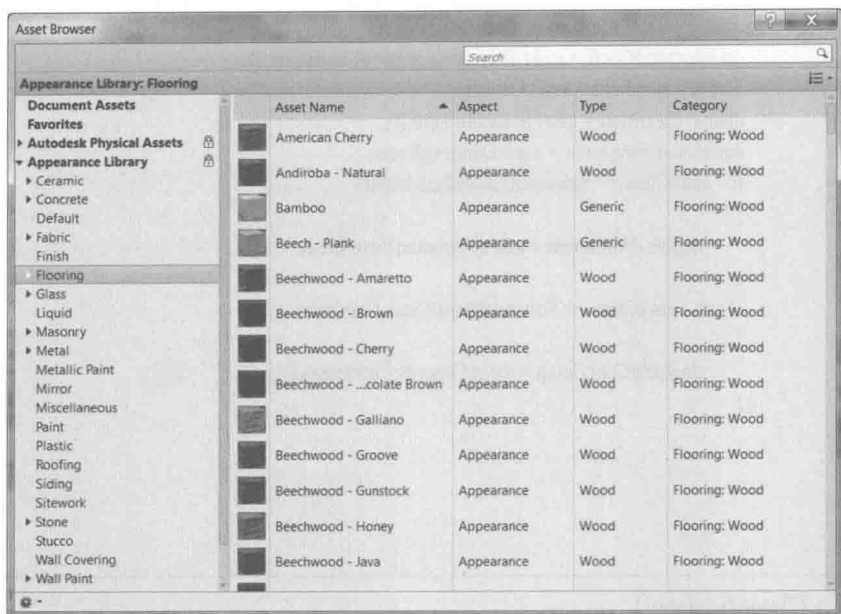 Asset Browser
Search
Appearance Library: Flooring
Document Assets
Favorites
Autodesk Physical Assets
Appearance Library
Ceramic
Concrete
Default
Fabric
Finish
Flooring
Glass
Liquid
Masonry
Metal
Metallic Paint
Mirror
Miscellaneous
Paint
Plastic
Roofing
Siding
Sitework
Stone
Stucco
Wall Covering
Wall Paint
Asset Name Aspect Type Category
American Cherry Appearance Wood Flooring: Wood
Andiroba - Natural Appearance Wood Flooring: Wood
Bamboo Appearance Generic Flooring: Wood
Beech - Plank Appearance Generic Flooring: Wood
Beechwood - Amaretto Appearance Wood Flooring: Wood
Beechwood - Brown Appearance Wood Flooring: Wood
Beechwood - Cherry Appearance Wood Flooring: Wood
Beechwood - ...colate Brown Appearance Wood Flooring: Wood
Beechwood - Galliano Appearance Wood Flooring: Wood
Beechwood - Groove Appearance Wood Flooring: Wood
Beechwood - Gunstock Appearance Wood Flooring: Wood
Beechwood - Honey Appearance Wood Flooring: Wood
Beechwood - Java Appearance Wood Flooring: Wood